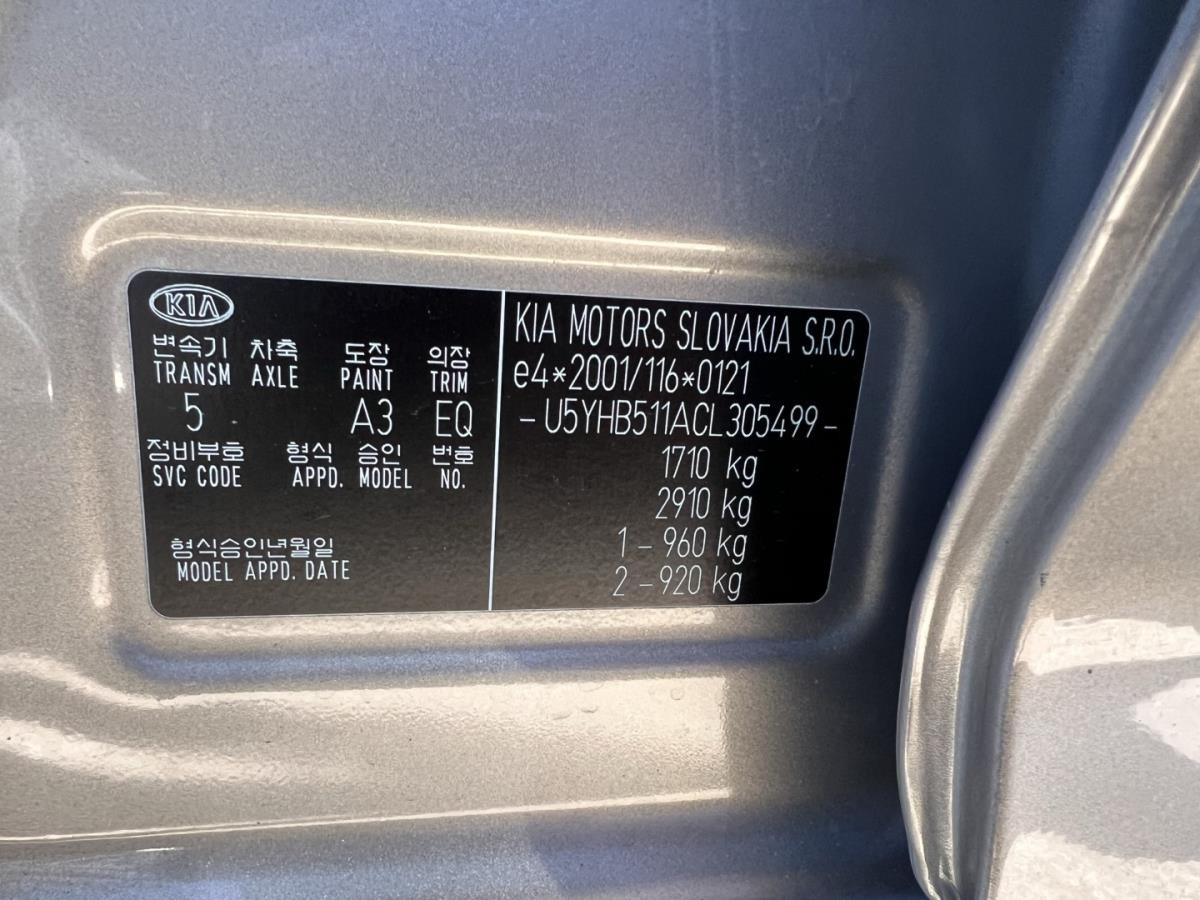 KIA
변속기 차축 도장 의장
TRANSM AXLE PAINT TRIM
5 A3 EQ
정비부호 형식 승인 번호
SVC CODE APPD. MODEL NO.
형식승인년월일
MODEL APPD. DATE
KIA MOTORS SLOVAKIA S.R.O.
e4*2001/116*0121
- U5YHB511ACL305499 -
1710 kg
2910 kg
1 - 960 kg
2 - 920 kg